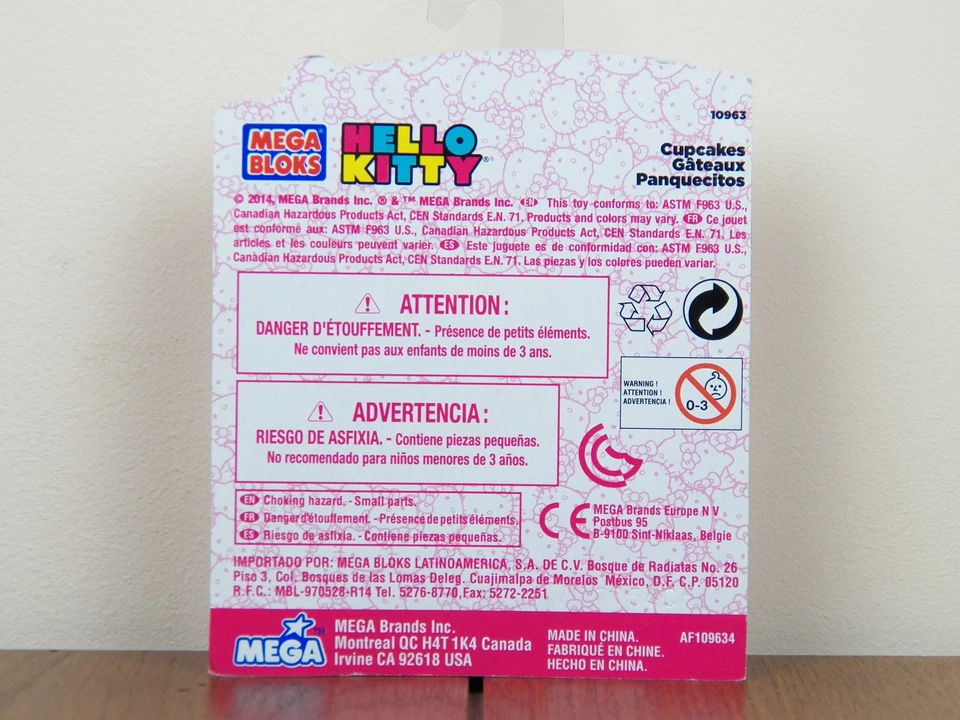 10963
MEGA
BLOKS
HELLO
KITTY®
Cupcakes
Gâteaux
Panquecitos
© 2014, MEGA Brands Inc. ® & ™ MEGA Brands Inc. EN This toy conforms to: ASTM F963 U.S.,
Canadian Hazardous Products Act, CEN Standards E.N. 71. Products and colors may vary. FR Ce jouet
est conforme aux: ASTM F963 U.S., Canadian Hazardous Products Act, CEN Standards E.N. 71. Les
articles et les couleurs peuvent varier. ES Este juguete es de conformidad con: ASTM F963 U.S.,
Canadian Hazardous Products Act, CEN Standards E.N. 71. Las piezas y los colores pueden variar.
ATTENTION :
DANGER D'ÉTOUFFEMENT. - Présence de petits éléments.
Ne convient pas aux enfants de moins de 3 ans.
WARNING !
ATTENTION !
ADVERTENCIA !
0-3
ADVERTENCIA :
RIESGO DE ASFIXIA. - Contiene piezas pequeñas.
No recomendado para niños menores de 3 años.
EN Choking hazard. - Small parts.
FR Danger d'étouffement. - Présence de petits éléments.
ES Riesgo de asfixia. - Contiene piezas pequeñas.
CE
MEGA Brands Europe N V
Postbus 95
B-9100 Sint-Niklaas, Belgie
IMPORTADO POR: MEGA BLOKS LATINOAMERICA, S.A. DE C.V. Bosque de Radiatas No. 26
Piso 3, Col. Bosques de las Lomas Deleg. Cuajimalpa de Morelos México, D.F. C.P. 05120
R.F.C.: MBL-970528-R14 Tel. 5276-8770,Fax: 5272-2251
MEGA™
MEGA Brands Inc.
Montreal QC H4T 1K4 Canada
Irvine CA 92618 USA
MADE IN CHINA.
FABRIQUÉ EN CHINE.
HECHO EN CHINA.
AF109634